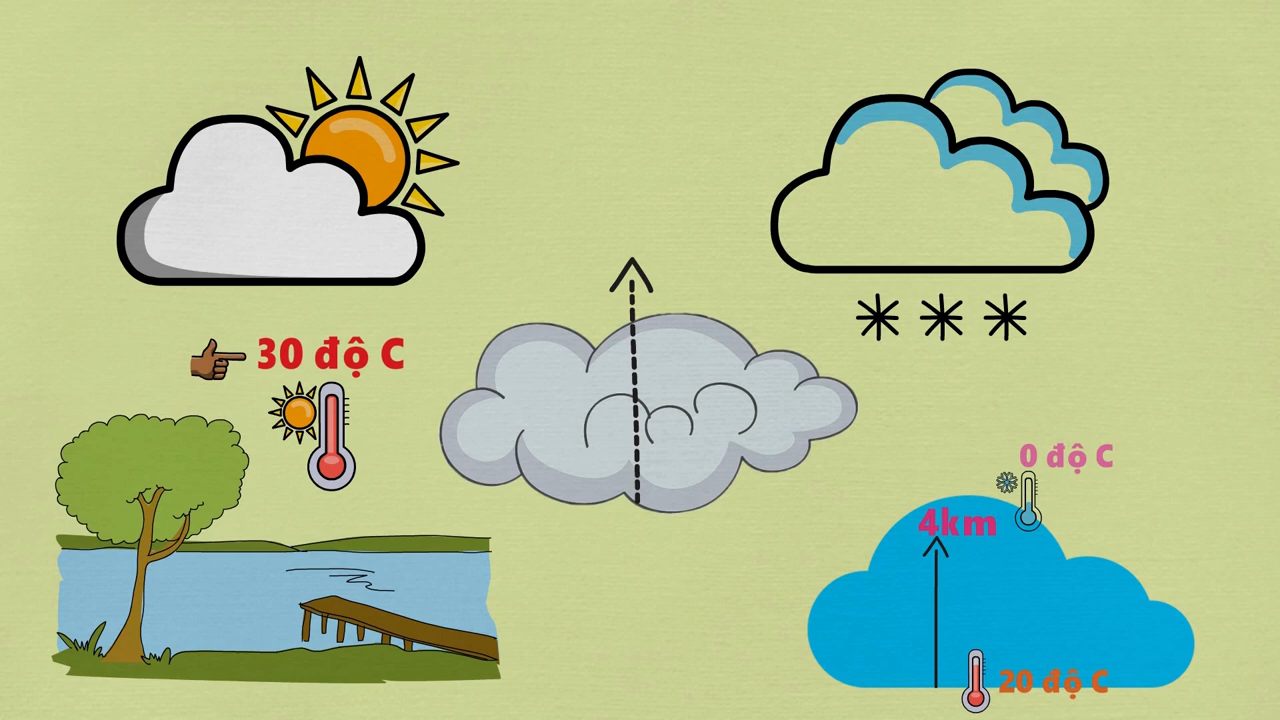 30 độ C
0 độ C
4km
20 độ C